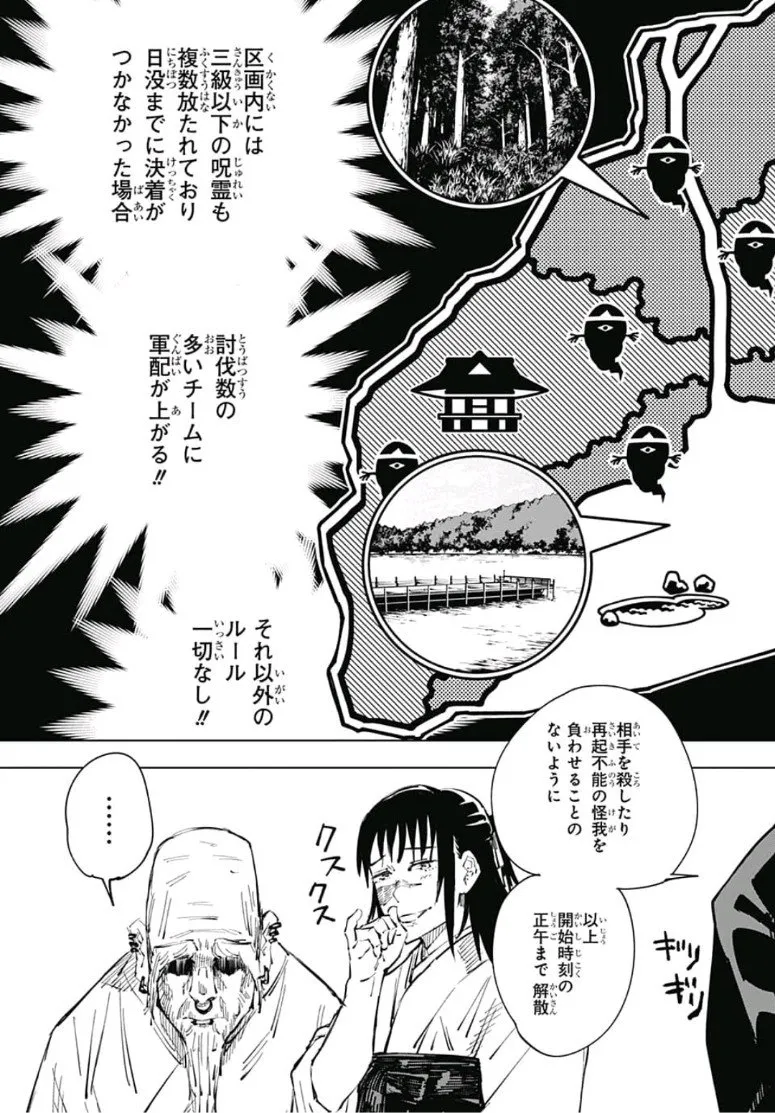 区画内には
三級以下の呪霊も
複数放たれており
日没までに決着が
つかなかった場合
討伐数の
多いチームに
軍配が上がる!!
それ以外の
ルール
一切なし!!
相手を殺したり
再起不能の怪我を
負わせることの
ないように
以上
開始時刻の
正午まで 解散
ギリギリ
クスクス
……